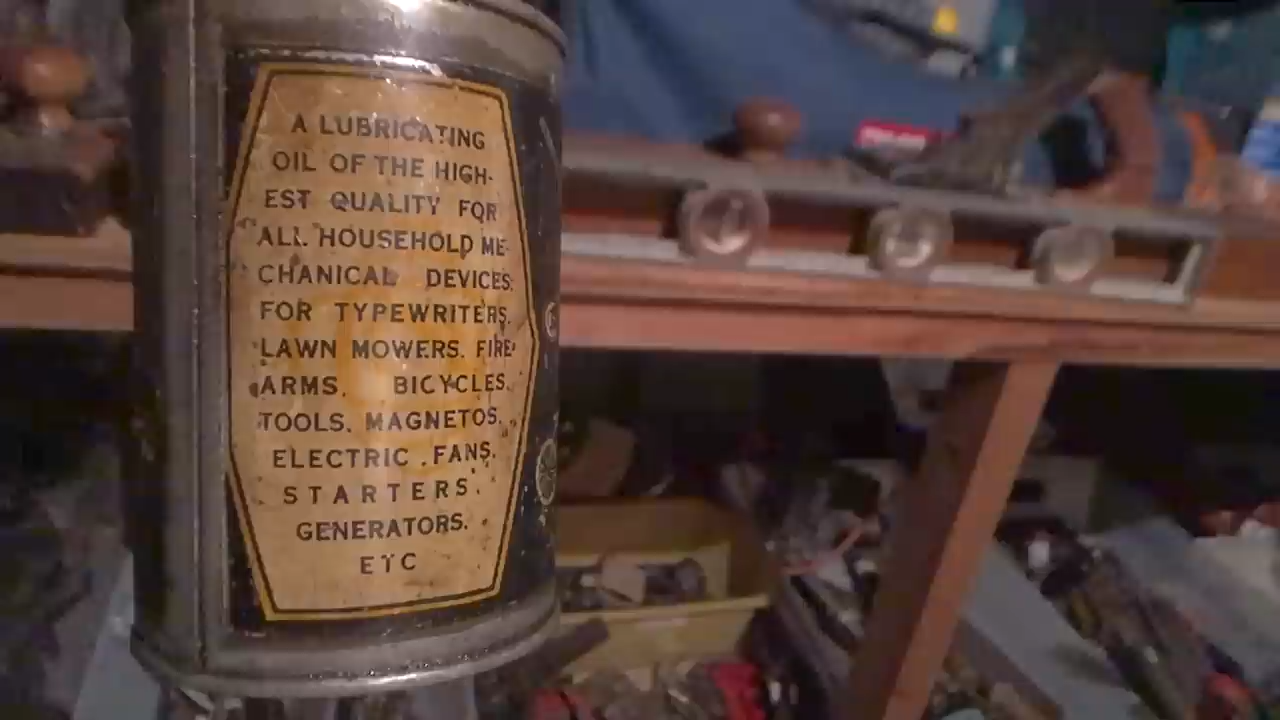 A LUBRICATING
OIL OF THE HIGH-
EST QUALITY FOR
ALL HOUSEHOLD ME-
CHANICAL DEVICES:
FOR TYPEWRITERS,
LAWN MOWERS, FIRE-
ARMS, BICYCLES,
TOOLS, MAGNETOS,
ELECTRIC FANS,
STARTERS,
GENERATORS,
ETC